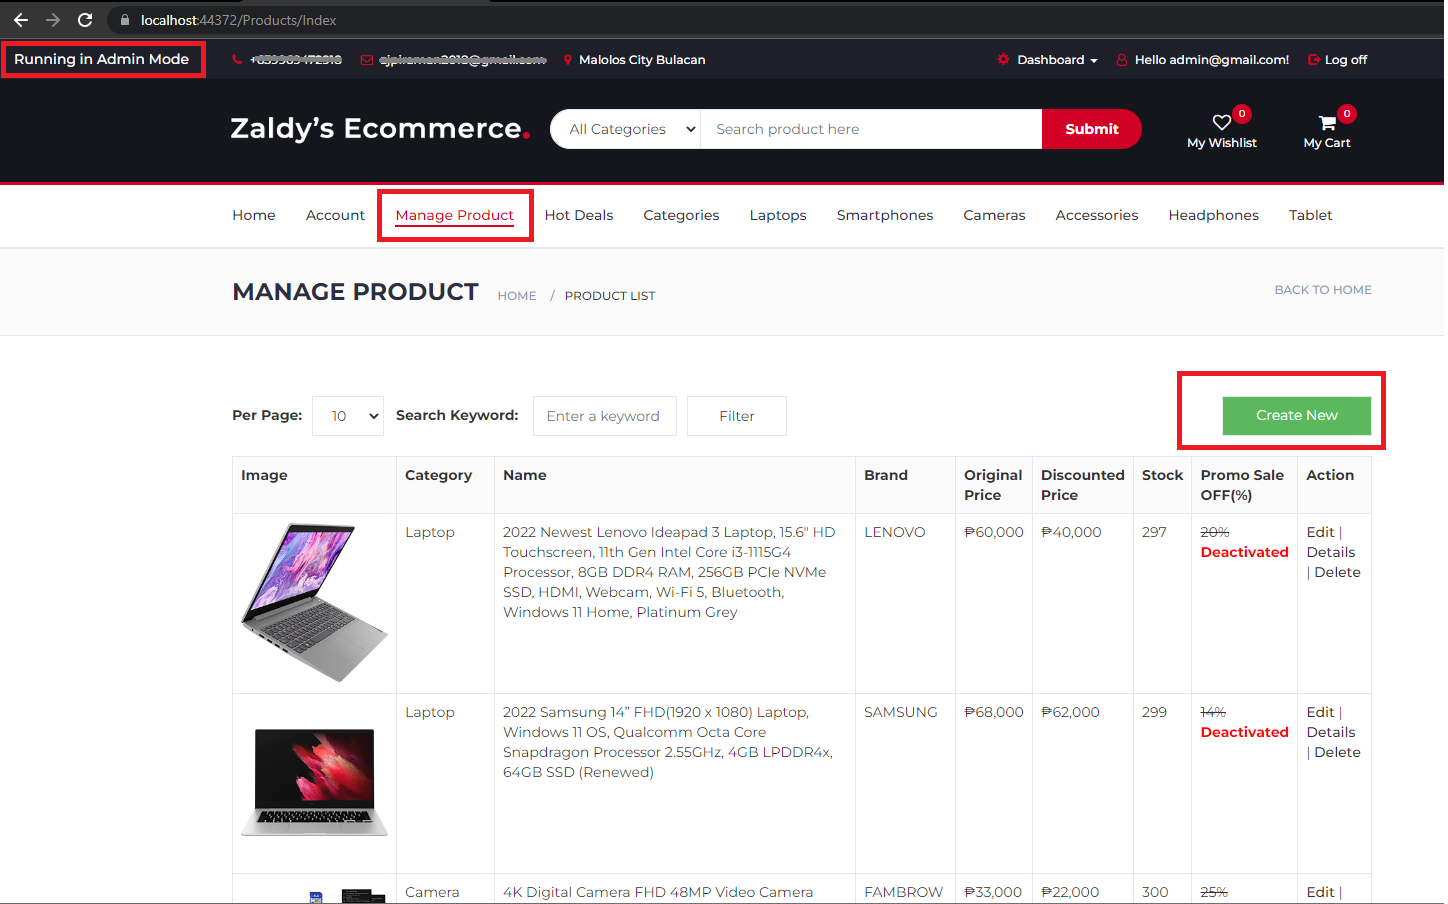 localhost:44372/Products/Index
Running in Admin Mode
Malolos City Bulacan
Dashboard
Hello admin@gmail.com!
Log off
Zaldy’s Ecommerce.
All Categories
Search product here
Submit
0
My Wishlist
0
My Cart
Home
Account
Manage Product
Hot Deals
Categories
Laptops
Smartphones
Cameras
Accessories
Headphones
Tablet
MANAGE PRODUCT
HOME / PRODUCT LIST
BACK TO HOME
Per Page:
10
Search Keyword:
Enter a keyword
Filter
Create New
Image
Category
Name
Brand
Original
Price
Discounted
Price
Stock
Promo Sale
OFF(%)
Action
Laptop
2022 Newest Lenovo Ideapad 3 Laptop, 15.6" HD
Touchscreen, 11th Gen Intel Core i3-1115G4
Processor, 8GB DDR4 RAM, 256GB PCIe NVMe
SSD, HDMI, Webcam, Wi-Fi 5, Bluetooth,
Windows 11 Home, Platinum Grey
LENOVO
₱60,000
₱40,000
297
20%
Deactivated
Edit |
Details
| Delete
Laptop
2022 Samsung 14” FHD(1920 x 1080) Laptop,
Windows 11 OS, Qualcomm Octa Core
Snapdragon Processor 2.55GHz, 4GB LPDDR4x,
64GB SSD (Renewed)
SAMSUNG
₱68,000
₱62,000
299
14%
Deactivated
Edit |
Details
| Delete
Camera
4K Digital Camera FHD 48MP Video Camera
FAMBROW
₱33,000
₱22,000
300
25%
Edit |